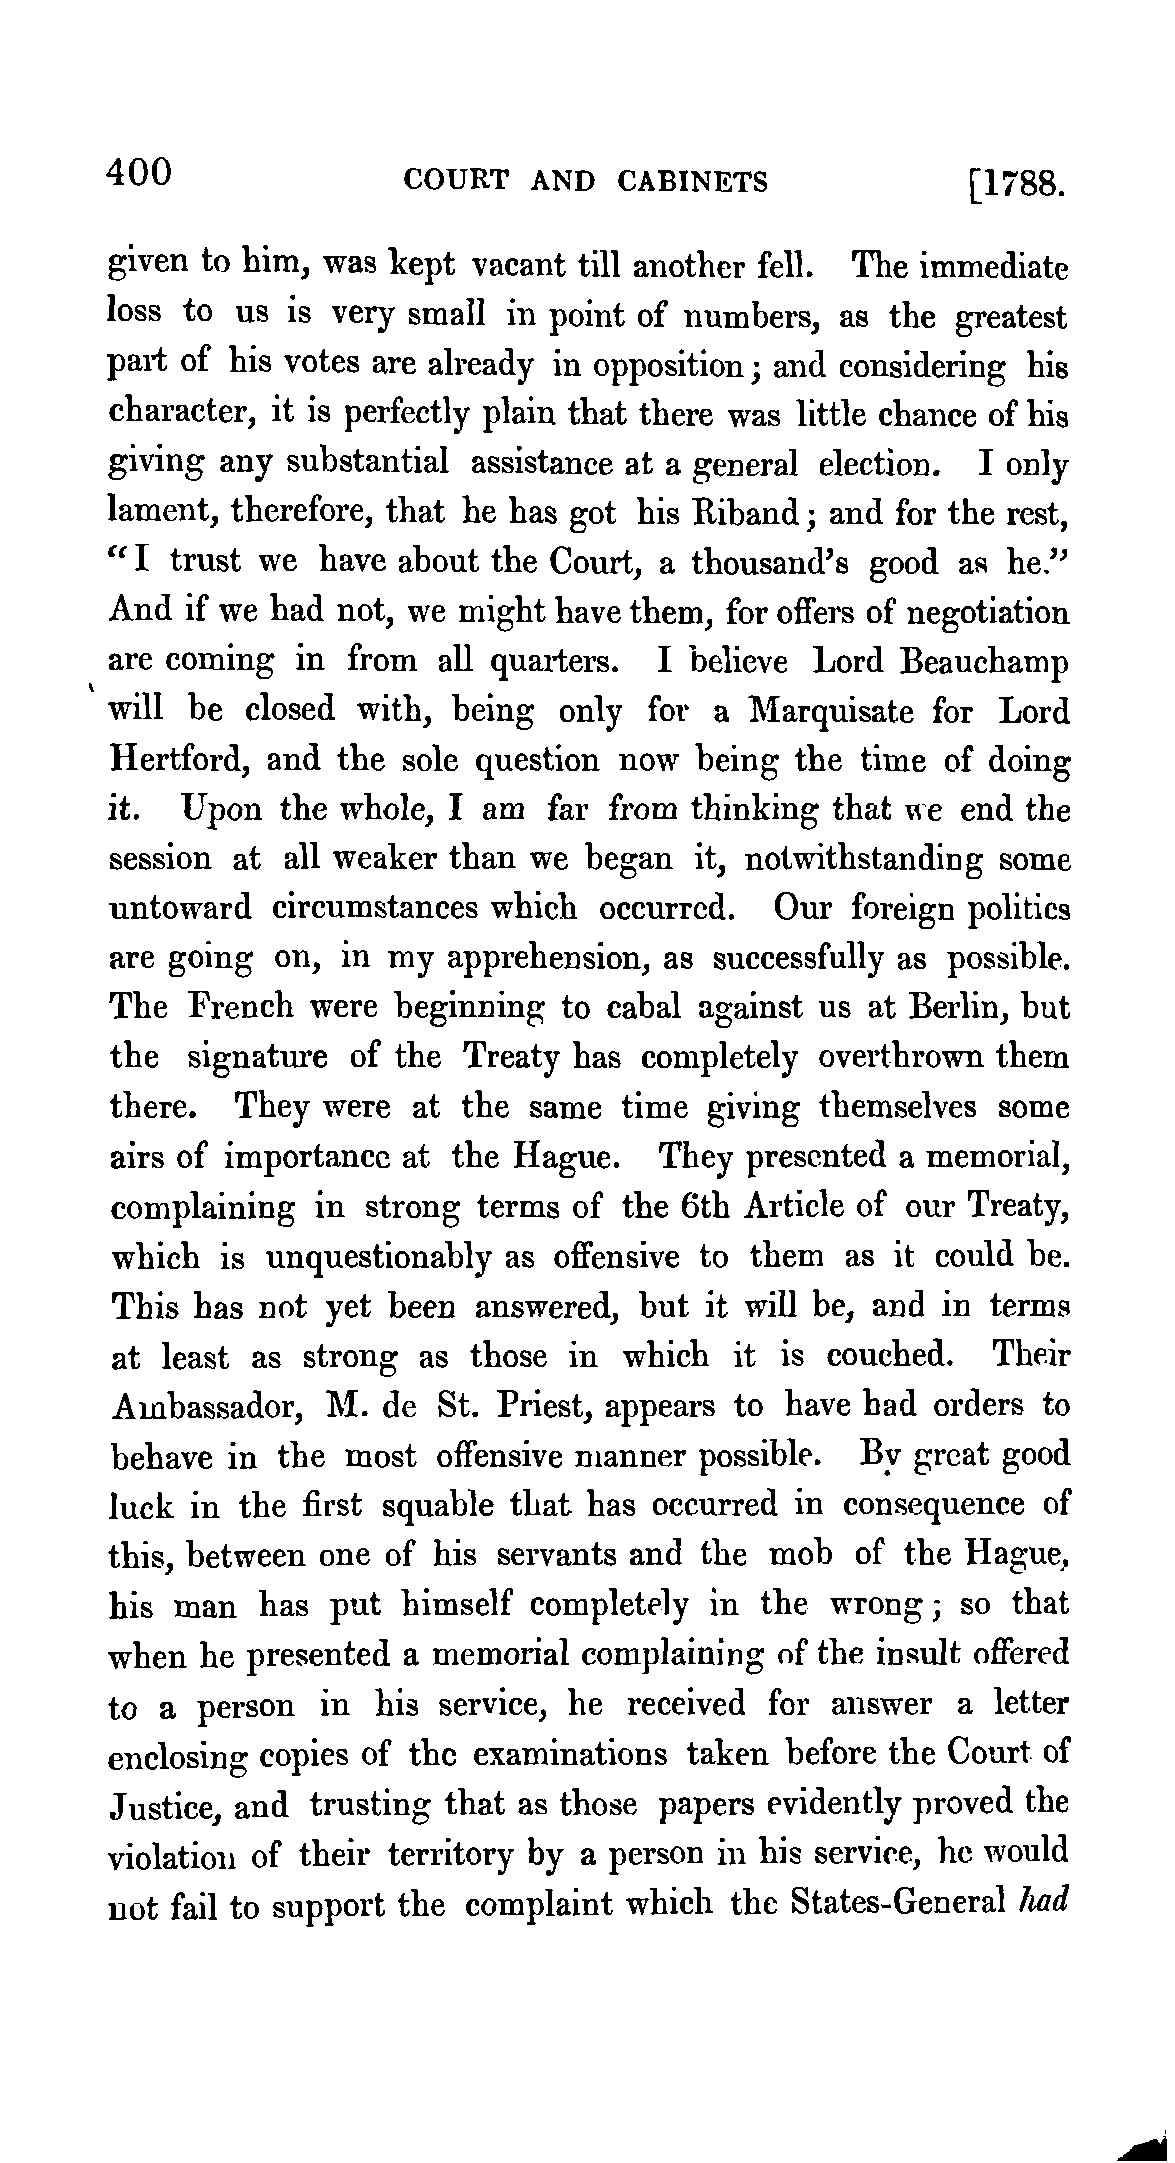 400 COURT AND CABINETS [1788.
given to him, was kept vacant till another fell. The immediate
loss to us is very small in point of numbers, as the greatest
part of his votes are already in opposition; and considering his
character, it is perfectly plain that there was little chance of his
giving any substantial assistance at a general election. I only
lament, therefore, that he has got his Riband; and for the rest,
"I trust we have about the Court, a thousand's good as he."
And if we had not, we might have them, for offers of negotiation
are coming in from all quarters. I believe Lord Beauchamp
will be closed with, being only for a Marquisate for Lord
Hertford, and the sole question now being the time of doing
it. Upon the whole, I am far from thinking that we end the
session at all weaker than we began it, notwithstanding some
untoward circumstances which occurred. Our foreign politics
are going on, in my apprehension, as successfully as possible.
The French were beginning to cabal against us at Berlin, but
the signature of the Treaty has completely overthrown them
there. They were at the same time giving themselves some
airs of importance at the Hague. They presented a memorial,
complaining in strong terms of the 6th Article of our Treaty,
which is unquestionably as offensive to them as it could be.
This has not yet been answered, but it will be, and in terms
at least as strong as those in which it is couched. Their
Ambassador, M. de St. Priest, appears to have had orders to
behave in the most offensive manner possible. By great good
luck in the first squable that has occurred in consequence of
this, between one of his servants and the mob of the Hague,
his man has put himself completely in the wrong; so that
when he presented a memorial complaining of the insult offered
to a person in his service, he received for answer a letter
enclosing copies of the examinations taken before the Court of
Justice, and trusting that as those papers evidently proved the
violation of their territory by a person in his service, he would
not fail to support the complaint which the States-General had